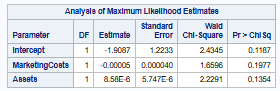 Analysis of Maximum Likelihood Estimates
Parameter DF Estimate Standard Error Wald Chi-Square Pr > ChiSq
Intercept 1 -1.9087 1.2233 2.4345 0.1187
MarketingCosts 1 -0.00005 0.000040 1.6596 0.1977
Assets 1 8.58E-6 5.747E-6 2.2291 0.1354